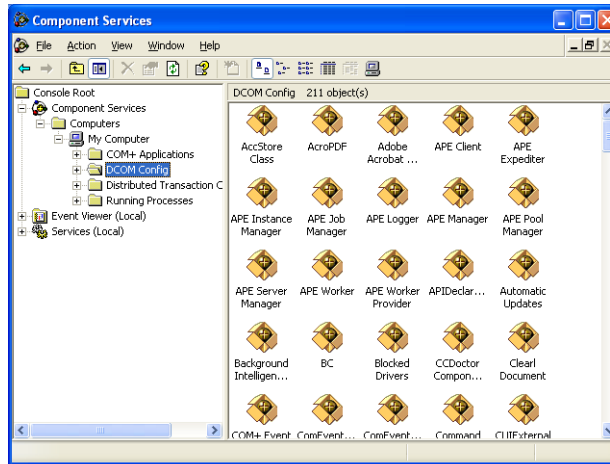 Component Services
File Action View Window Help
Console Root
Component Services
Computers
My Computer
COM+ Applications
DCOM Config
Distributed Transaction C
Running Processes
Event Viewer (Local)
Services (Local)
DCOM Config 211 object(s)
AccStore Class
AcroPDF
Adobe Acrobat ...
APE Client
APE Expediter
APE Instance Manager
APE Job Manager
APE Logger
APE Manager
APE Pool Manager
APE Server Manager
APE Worker
APE Worker Provider
APIDeclar...
Automatic Updates
Background Intelligen...
BC
Blocked Drivers
CCDoctor Compon...
Clearl Document
COM+ Event
ComEvent...
ComEvent...
Command
CUIExternal